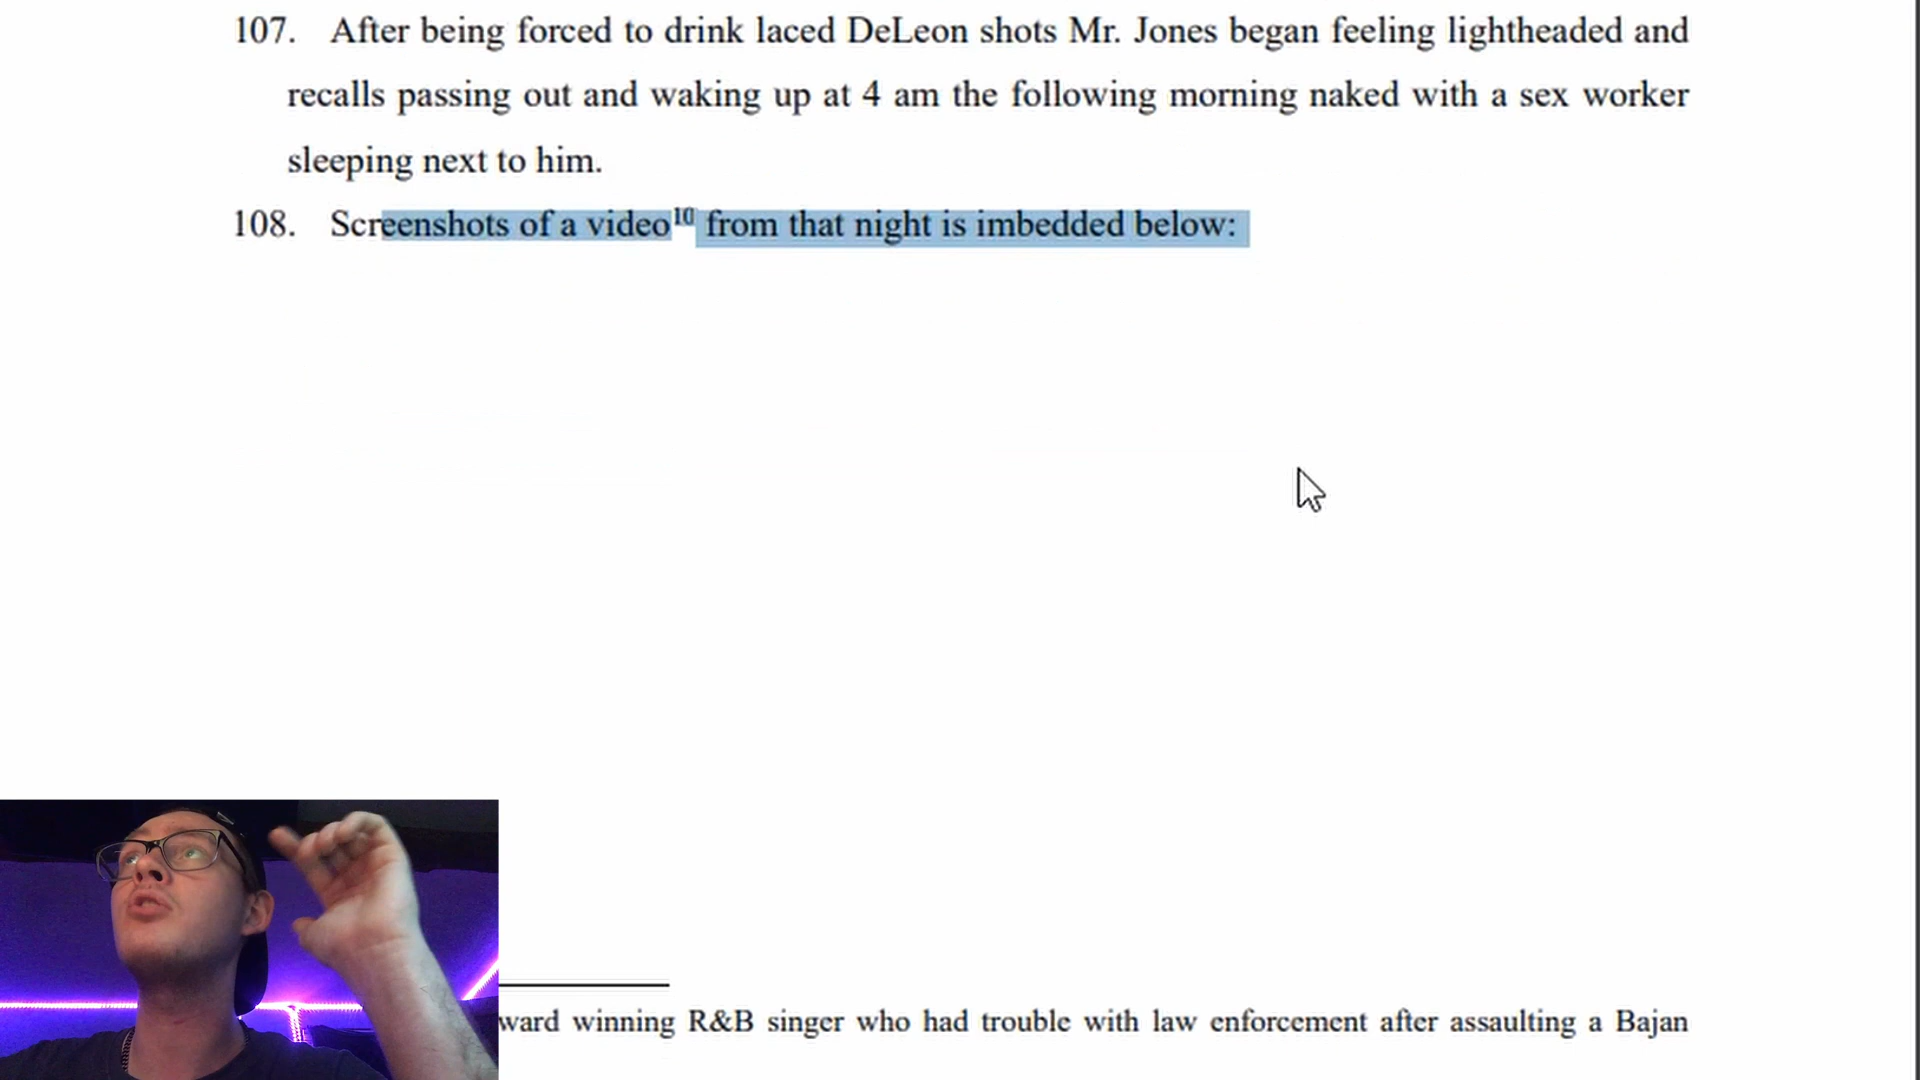 107. After being forced to drink laced DeLeon shots Mr. Jones began feeling lightheaded and
recalls passing out and waking up at 4 am the following morning naked with a sex worker
sleeping next to him.
108. Screenshots of a video10 from that night is imbedded below:
ward winning R&B singer who had trouble with law enforcement after assaulting a Bajan